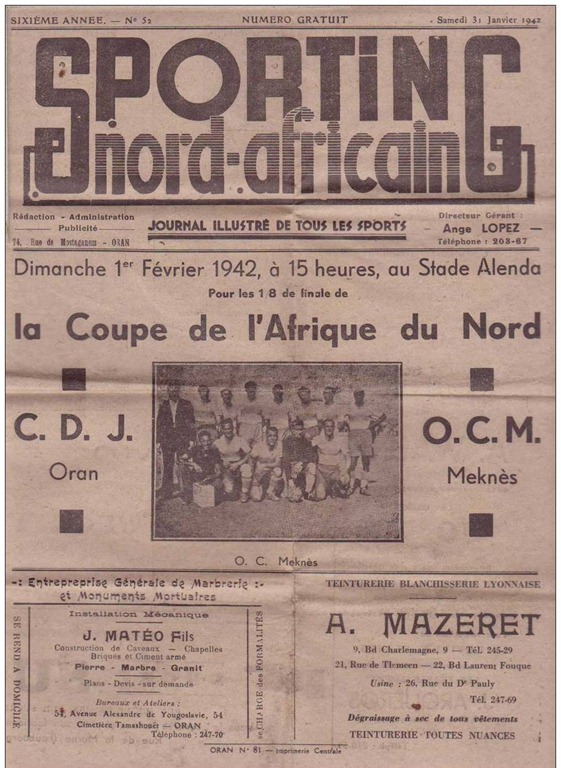 SIXIÈME ANNÉE. — N° 52 NUMERO GRATUIT Samedi 31 Janvier 1942
SPORTING
nord-africain
Rédaction - Administration
Publicité
74, Rue de Mostaganem - ORAN
JOURNAL ILLUSTRÉ DE TOUS LES SPORTS
Directeur Gérant :
— Ange LOPEZ —
Téléphone : 203-67
Dimanche 1er Février 1942, à 15 heures, au Stade Alenda
Pour les 1 8 de finale de
la Coupe de l'Afrique du Nord
C. D. J.
Oran
O.C.M.
Meknès
O. C. Meknès
-: Entrepreprise Générale de Marbrerie :-
et Monuments Mortuaires
SE REND A DOMICILE
Installation Mécanique
J. MATÉO Fils
Construction de Caveaux — Chapelles
Briques et Ciment armé
Pierre - Marbre - Granit
Plans - Devis - sur demande
Bureaux et Ateliers :
54, Avenue Alexandre de Yougoslavie, 54
Cimetière Tamashouët — ORAN
Téléphone : 247-70
se CHARGE des FORMALITÉS
TEINTURERIE BLANCHISSERIE LYONNAISE
A. MAZERET
9, Bd Charlemagne, 9 — Tél. 245-29
21, Rue de Tlemcen — 22, Bd Laurent Fouque
Usine : 26, Rue du Dr Pauly
Tél. 247-69
Dégraissage à sec de tous vêtements
TEINTURERIE TOUTES NUANCES
ORAN N° 81 — Imprimerie Centrale